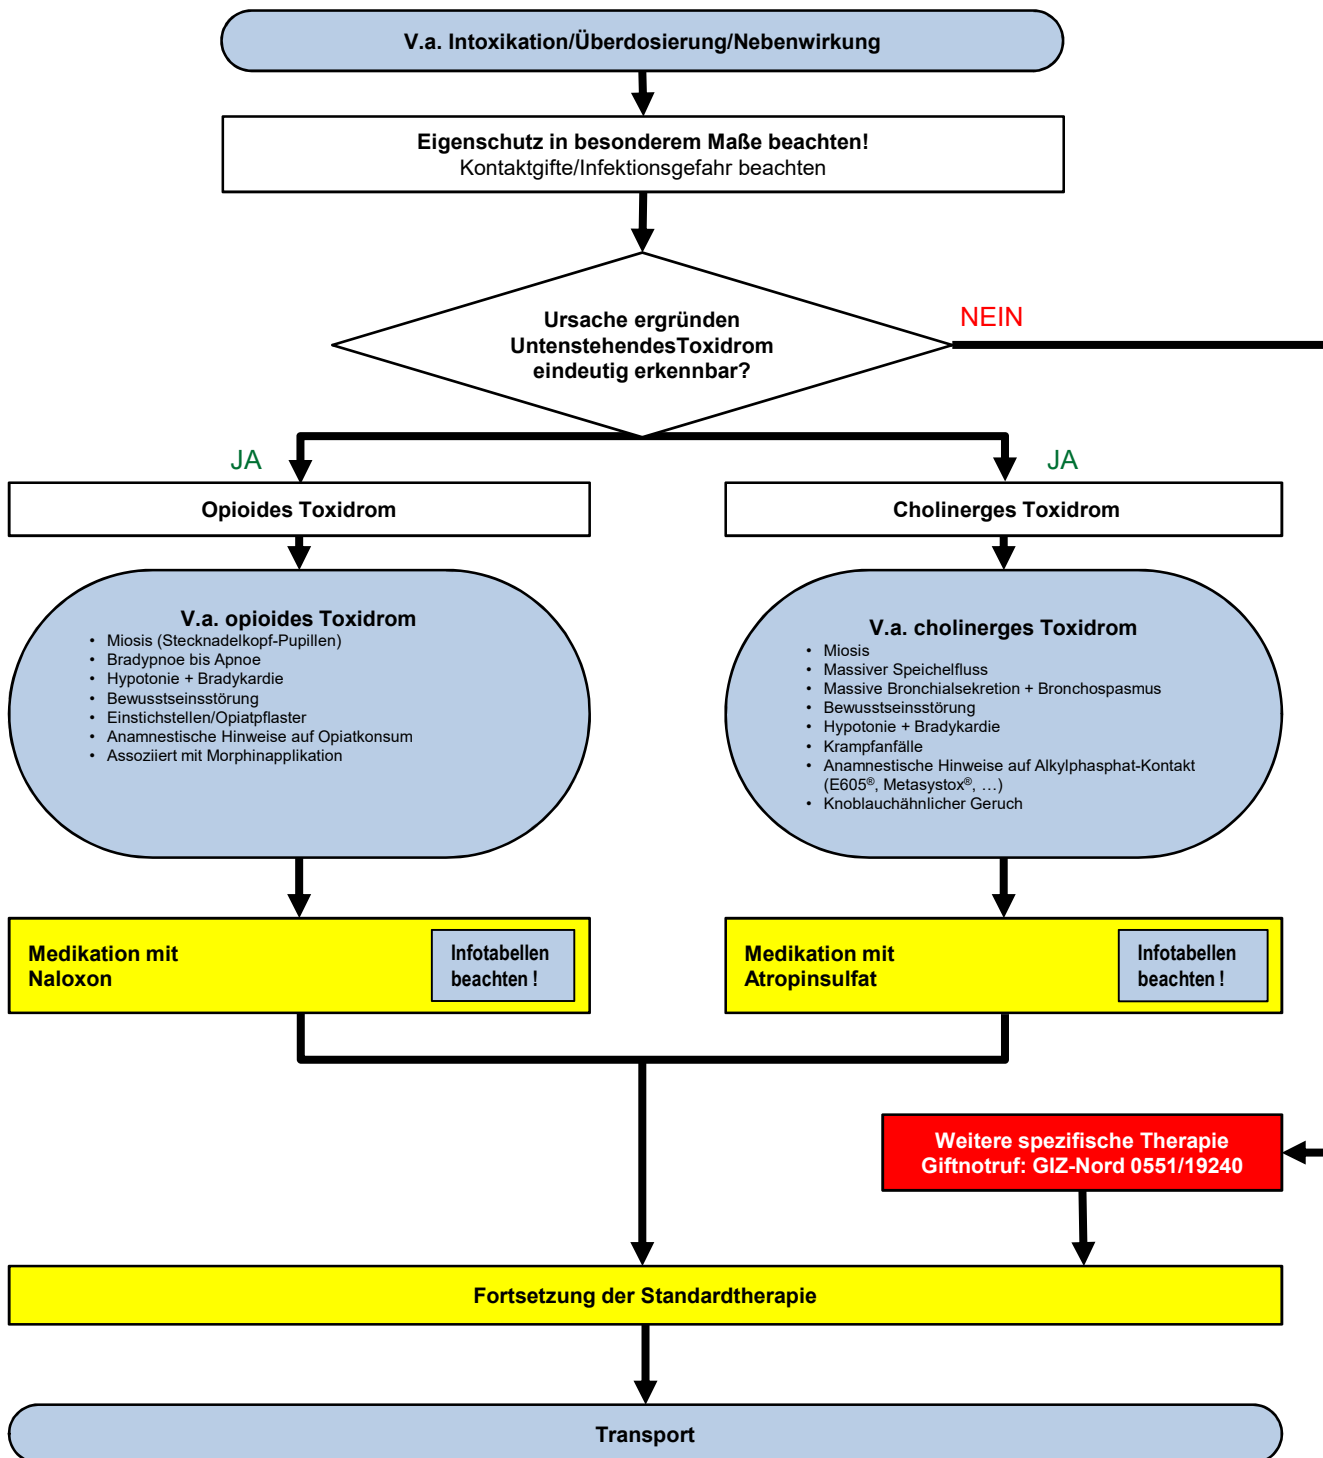 V.a. Intoxikation/Überdosierung/Nebenwirkung
Eigenschutz in besonderem Maße beachten!
Kontaktgifte/Infektionsgefahr beachten
Ursache ergründen
UntenstehendesToxidrom
eindeutig erkennbar?
NEIN
JA
JA
Opioides Toxidrom
Cholinerges Toxidrom
V.a. opioides Toxidrom
• Miosis (Stecknadelkopf-Pupillen)
• Bradypnoe bis Apnoe
• Hypotonie + Bradykardie
• Bewusstseinsstörung
• Einstichstellen/Opiatpflaster
• Anamnestische Hinweise auf Opiatkonsum
• Assoziiert mit Morphinapplikation
V.a. cholinerges Toxidrom
• Miosis
• Massiver Speichelfluss
• Massive Bronchialsekretion + Bronchospasmus
• Bewusstseinsstörung
• Hypotonie + Bradykardie
• Krampfanfälle
• Anamnestische Hinweise auf Alkylphasphat-Kontakt
(E605®, Metasystox®, …)
• Knoblauchähnlicher Geruch
Medikation mit
Naloxon
Infotabellen
beachten !
Medikation mit
Atropinsulfat
Infotabellen
beachten !
Weitere spezifische Therapie
Giftnotruf: GIZ-Nord 0551/19240
Fortsetzung der Standardtherapie
Transport